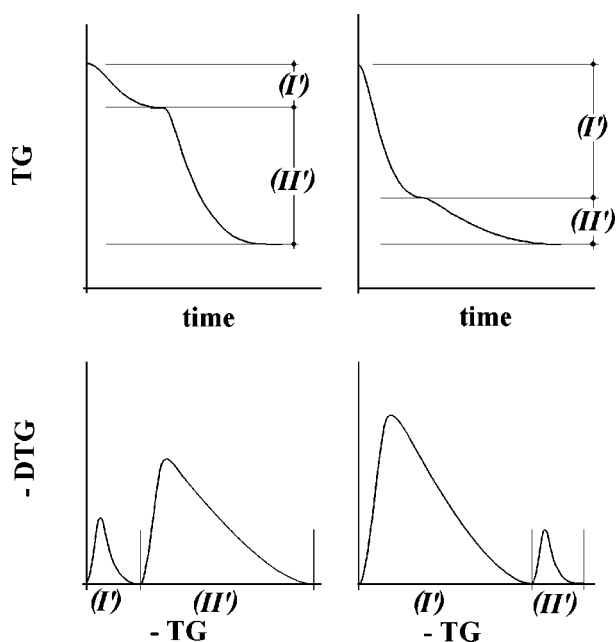 TG
(I')
(II')
time
(I')
(II')
time
- DTG
(I')
(II')
- TG
(I')
(II')
- TG